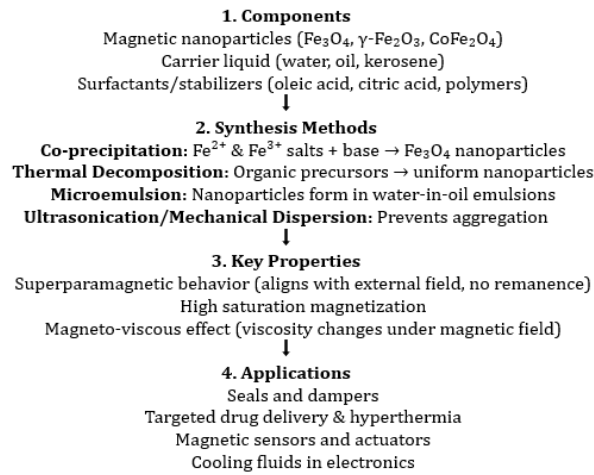 1. Components
Magnetic nanoparticles (Fe₃O₄, γ-Fe₂O₃, CoFe₂O₄)
Carrier liquid (water, oil, kerosene)
Surfactants/stabilizers (oleic acid, citric acid, polymers)
2. Synthesis Methods
Co-precipitation: Fe²⁺ & Fe³⁺ salts + base → Fe₃O₄ nanoparticles
Thermal Decomposition: Organic precursors → uniform nanoparticles
Microemulsion: Nanoparticles form in water-in-oil emulsions
Ultrasonication/Mechanical Dispersion: Prevents aggregation
3. Key Properties
Superparamagnetic behavior (aligns with external field, no remanence)
High saturation magnetization
Magneto-viscous effect (viscosity changes under magnetic field)
4. Applications
Seals and dampers
Targeted drug delivery & hyperthermia
Magnetic sensors and actuators
Cooling fluids in electronics